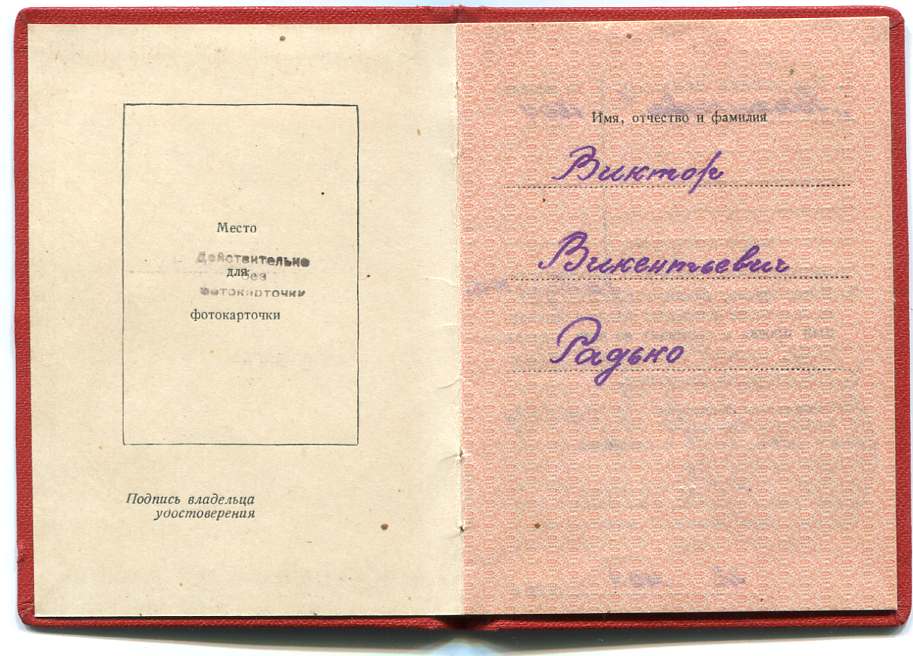 Место
Действительно
для
без
фотокарточки
фотокарточки
Подпись владельца
удостоверения
Имя, отчество и фамилия
Виктор
Викентьевич
Радько